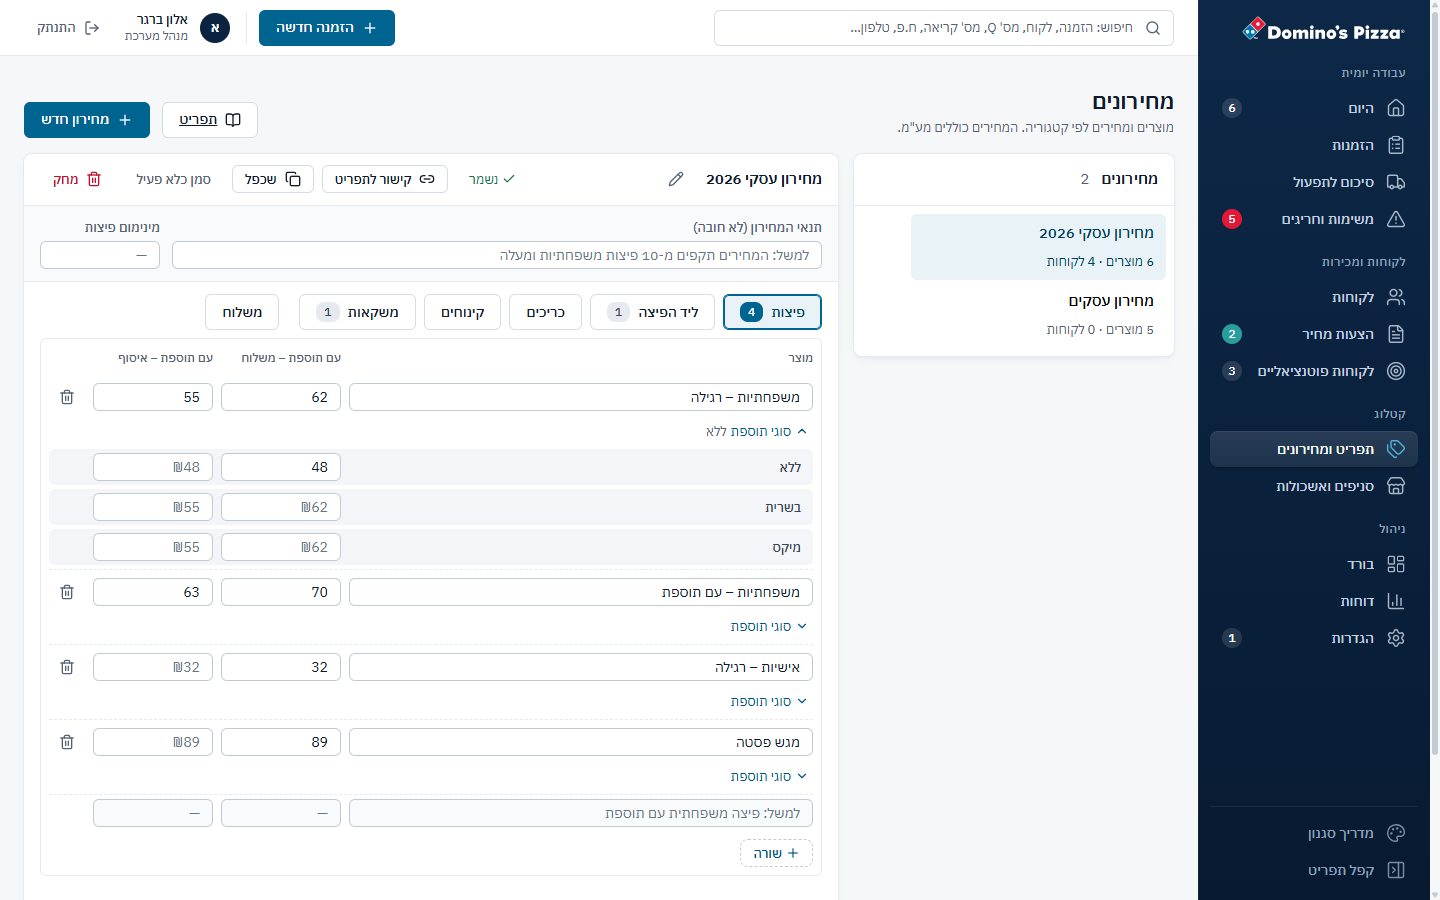 Domino's Pizza
עבודה יומית
היום 6
הזמנות
סיכום לתפעול
משימות וחריגים 5
לקוחות ומכירות
לקוחות
הצעות מחיר 2
לקוחות פוטנציאליים 3
קטלוג
תפריט ומחירונים
סניפים ואשכולות
ניהול
בורד
דוחות
הגדרות 1
מדריך סגנון
קפל תפריט
חיפוש: הזמנה, לקוח, מס' Q, מס' קריאה, ח.פ, טלפון...
הזמנה חדשה
א
אלון ברגר
מנהל מערכת
התנתק
מחירונים
מוצרים ומחירים לפי קטגוריה. המחירים כוללים מע"מ.
תפריט
מחירון חדש
מחירונים 2
מחירון עסקי 2026
6 מוצרים · 4 לקוחות
מחירון עסקים
5 מוצרים · 0 לקוחות
מחירון עסקי 2026
נשמר
קישור לתפריט
שכפל
סמן כלא פעיל
מחק
תנאי המחירון (לא חובה)
מינימום פיצות
למשל: המחירים תקפים מ-10 פיצות משפחתיות ומעלה
—
פיצות 4
ליד הפיצה 1
כריכים
קינוחים
משקאות 1
משלוח
מוצר
עם תוספת – משלוח
עם תוספת – איסוף
משפחתיות – רגילה 62 55
סוגי תוספת ללא
ללא 48 ₪48
בשרית ₪62 ₪55
מיקס ₪62 ₪55
משפחתיות – עם תוספת 70 63
סוגי תוספת
אישיות – רגילה 32 ₪32
סוגי תוספת
מגש פסטה 89 ₪89
סוגי תוספת
למשל: פיצה משפחתית עם תוספת — —
שורה